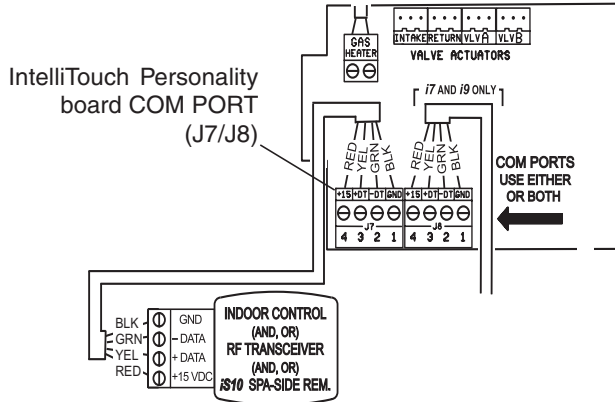 GAS
HEATER
INTAKE RETURN VLV A VLV B
VALVE ACTUATORS
IntelliTouch Personality
board COM PORT
(J7/J8)
i7 AND i9 ONLY
RED YEL GRN BLK
RED YEL GRN BLK
COM PORTS
USE EITHER
OR BOTH
+15 +DT -DT GND +15 +DT -DT GND
J7 J8
4 3 2 1 4 3 2 1
BLK GND
GRN – DATA
YEL + DATA
RED +15 VDC
INDOOR CONTROL
(AND, OR)
RF TRANSCEIVER
(AND, OR)
iS10 SPA-SIDE REM.